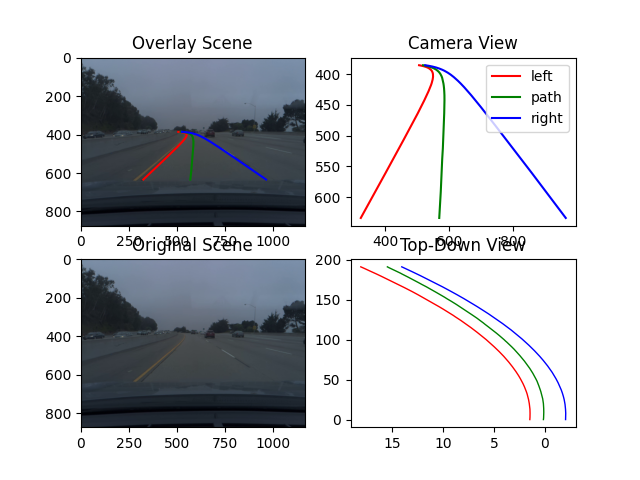 Overlay Scene
0
200
400
600
800
0 250 500 750 1000
Camera View
400
450
500
550
600
400 600 800
left
path
right
Original Scene
0
200
400
600
800
0 250 500 750 1000
Top-Down View
200
150
100
50
0
15 10 5 0